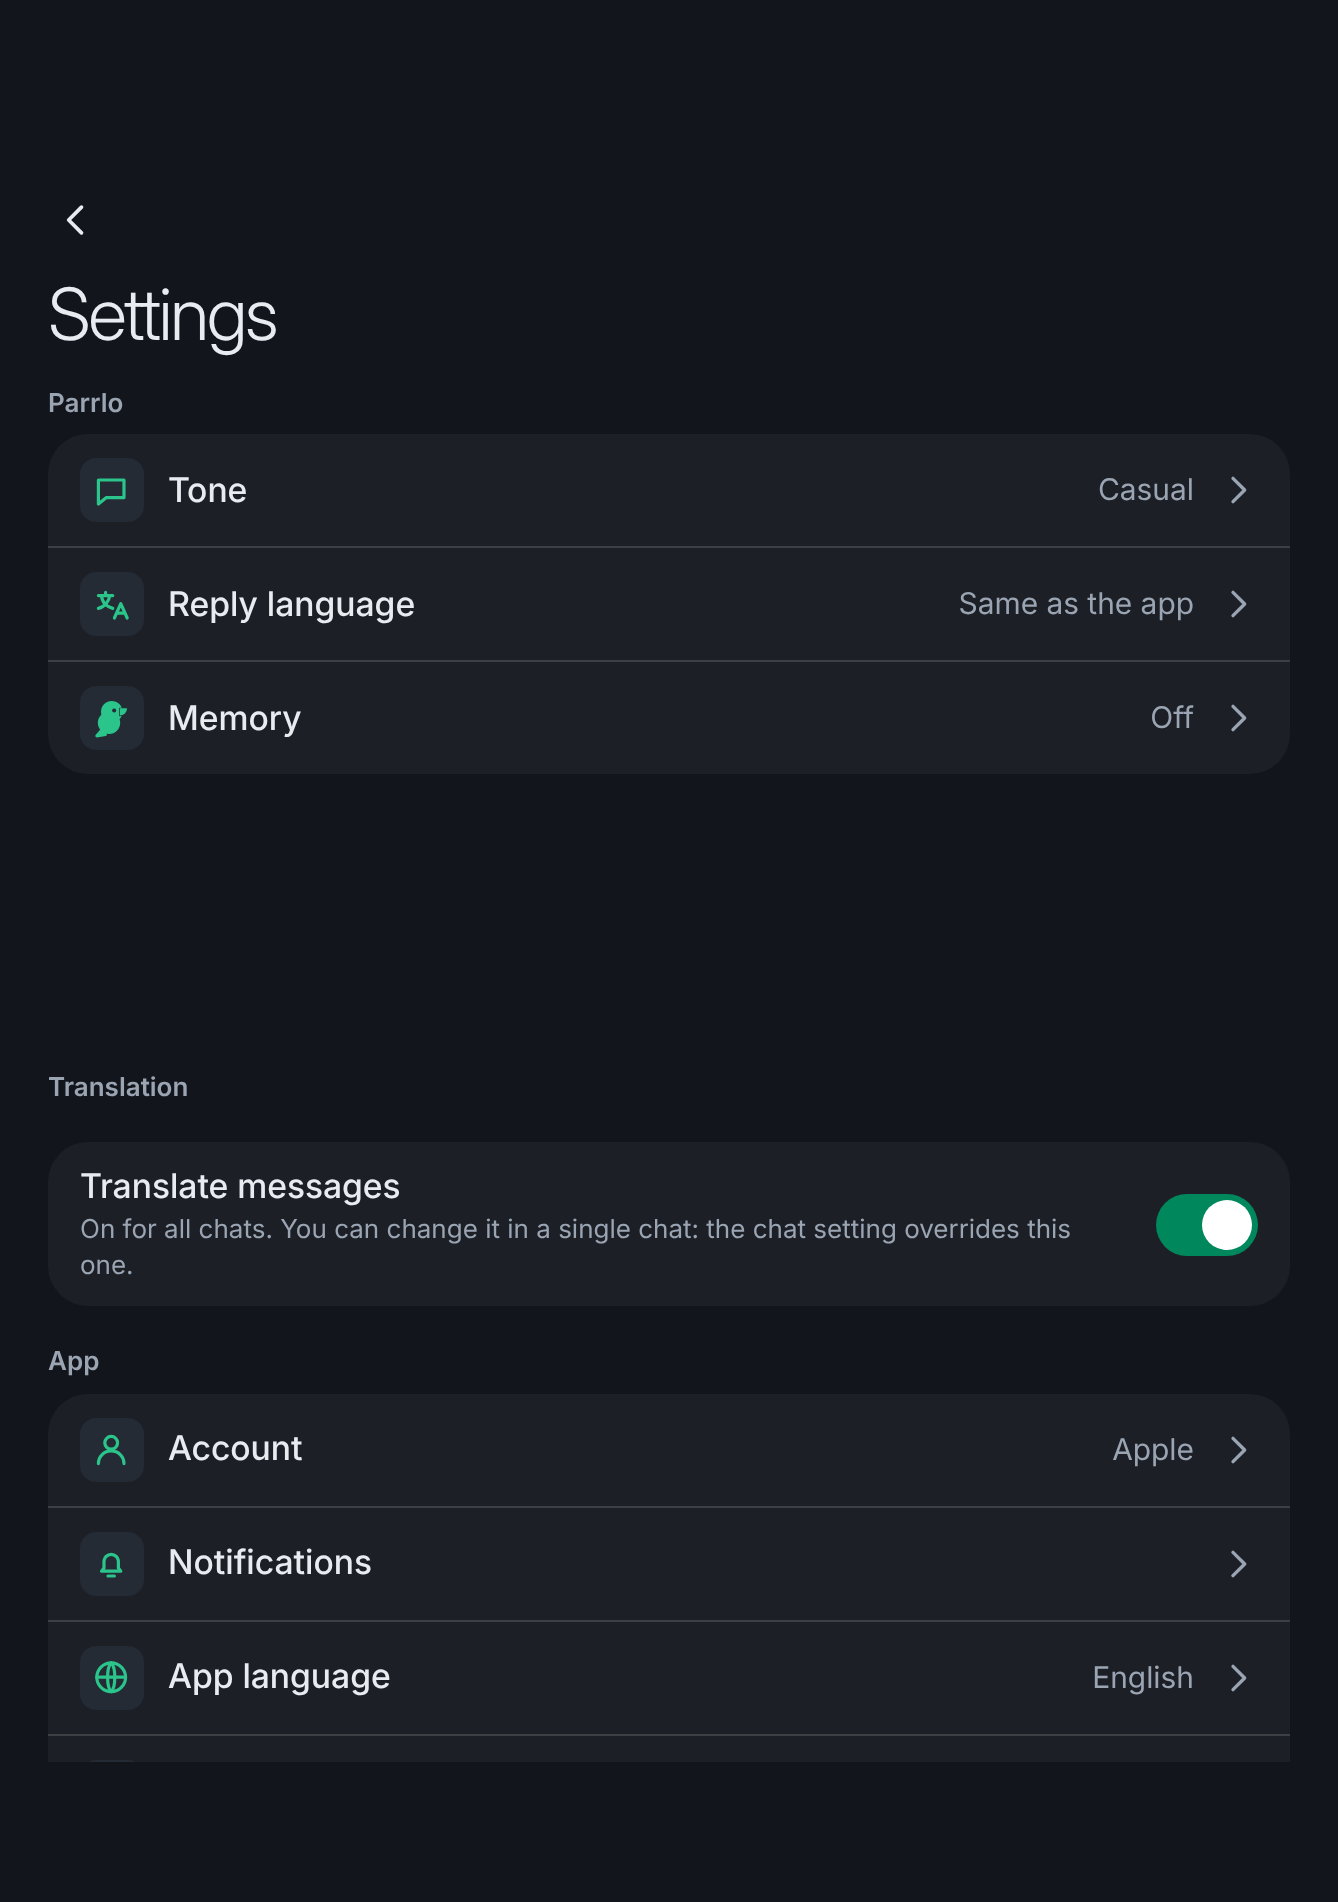 Settings
Parrlo
Tone
Casual
Reply language
Same as the app
Memory
Off
Translation
Translate messages
On for all chats. You can change it in a single chat: the chat setting overrides this
one.
App
Account
Apple
Notifications
App language
English